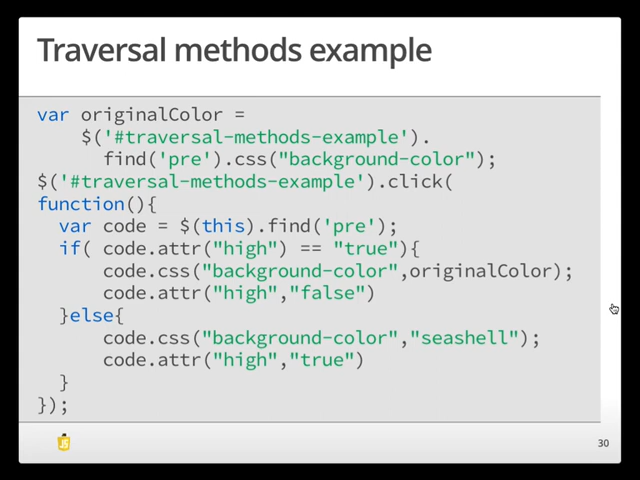 Traversal methods example
var originalColor =
    $('#traversal-methods-example').
      find('pre').css("background-color");
$('#traversal-methods-example').click(
function(){
  var code = $(this).find('pre');
  if( code.attr("high") == "true"){
      code.css("background-color",originalColor);
      code.attr("high","false")
  }else{
      code.css("background-color","seashell");
      code.attr("high","true")
  }
});
JS
30